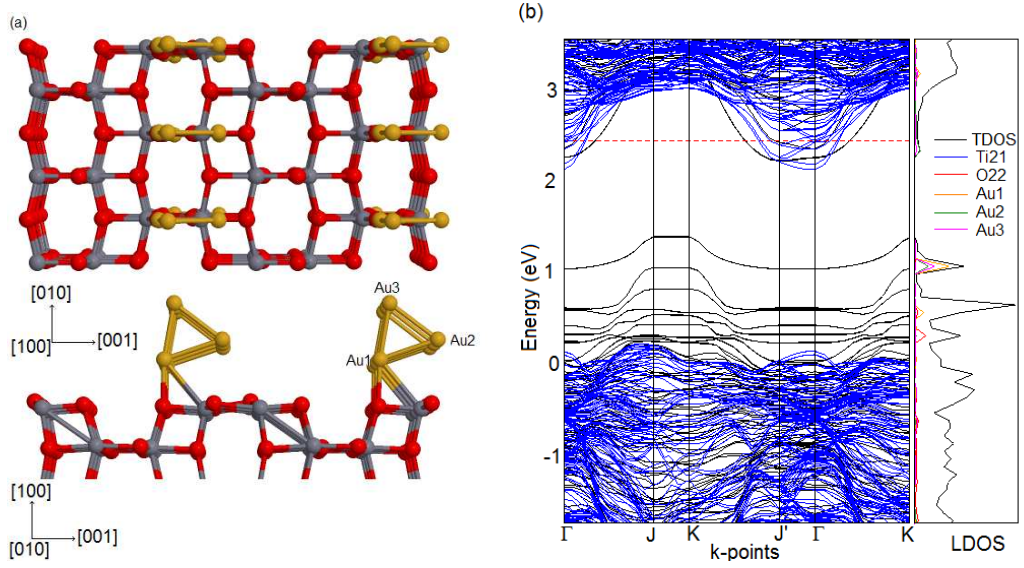 (a)
[010]
[100]
[001]
Au3
Au2
Au1
[100]
[010]
[001]
(b)
Energy (eV)
3
2
1
0
-1
Γ J K J' Γ K
k-points
TDOS
Ti21
O22
Au1
Au2
Au3
LDOS